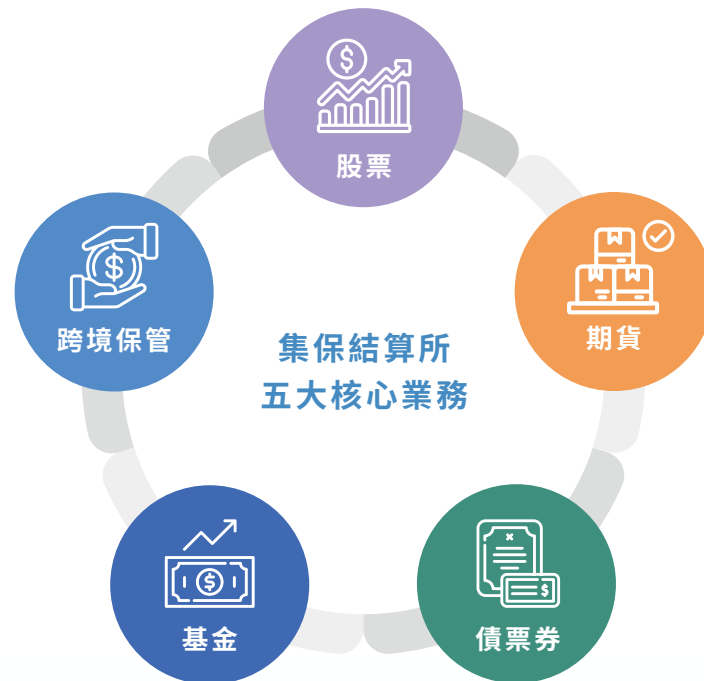 股票
跨境保管
期貨
集保結算所
五大核心業務
基金
債票券